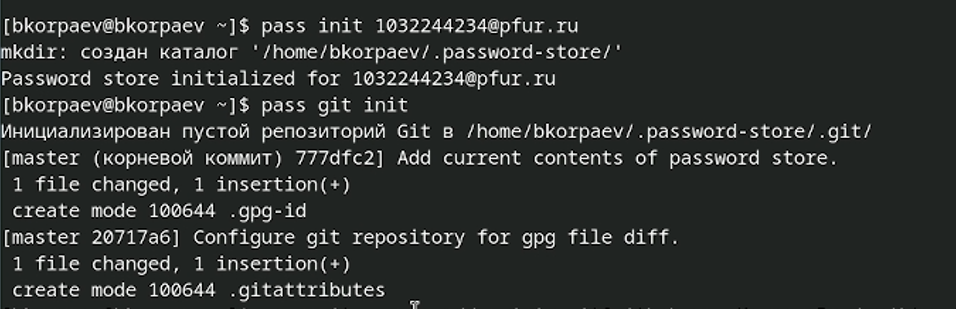 [bkorpaev@bkorpaev ~]$ pass init 1032244234@pfur.ru
mkdir: создан каталог '/home/bkorpaev/.password-store/'
Password store initialized for 1032244234@pfur.ru
[bkorpaev@bkorpaev ~]$ pass git init
Инициализирован пустой репозиторий Git в /home/bkorpaev/.password-store/.git/
[master (корневой коммит) 777dfc2] Add current contents of password store.
 1 file changed, 1 insertion(+)
 create mode 100644 .gpg-id
[master 20717a6] Configure git repository for gpg file diff.
 1 file changed, 1 insertion(+)
 create mode 100644 .gitattributes